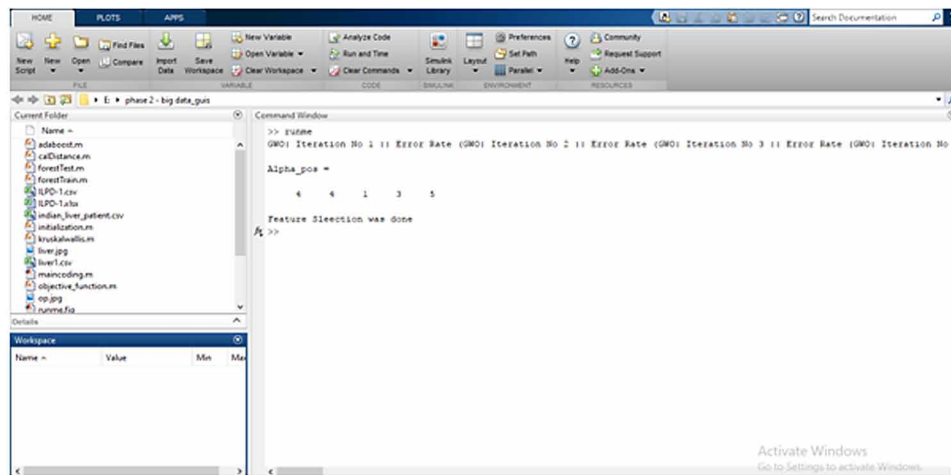 HOME PLOTS APPS Search Documentation
New Script New Open Find Files Compare Import Data Save Workspace New Variable Open Variable Clear Workspace Analyze Code Run and Time Clear Commands Simulink Library Layout Preferences Set Path Parallel Help Community Request Support Add-Ons
FILE VARIABLE CODE SIMULINK ENVIRONMENT RESOURCES
E: phase 2 - big data_guis
Current Folder
Name
adaboost.m
calDistance.m
forestTest.m
forestTrain.m
ILPD-1.csv
ILPD-1.xlsx
indian_liver_patient.csv
initialization.m
kruskalwallis.m
liver.jpg
liver1.csv
maincoding.m
objective_function.m
op.jpg
runme.fig
Details
Workspace
Name Value Min
Command Window
>> runme
GWO: Iteration No 1 :: Error Rate (GWO: Iteration No 2 :: Error Rate (GWO: Iteration No 3 :: Error Rate (GWO: Iteration No
Alpha_pos =
4 4 1 3 5
Feature Sleection was done
fx >>
Activate Windows
Go to Settings to activate Windows.